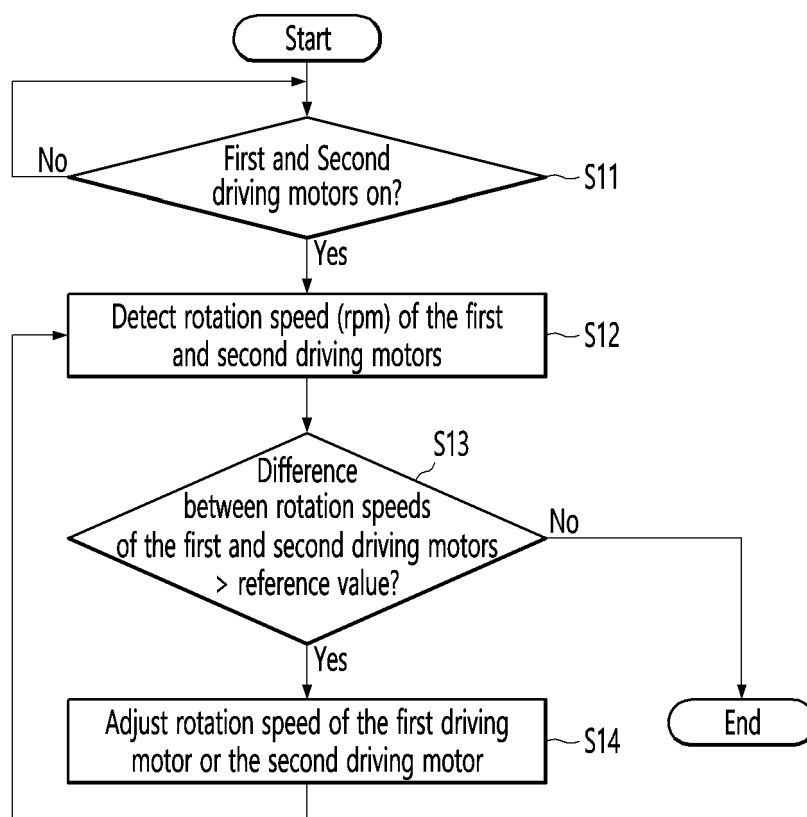 Start
First and Second
driving motors on?
No
S11
Yes
Detect rotation speed (rpm) of the first
and second driving motors
S12
S13
Difference
between rotation speeds
of the first and second driving motors
> reference value?
No
Yes
Adjust rotation speed of the first driving
motor or the second driving motor
S14
End